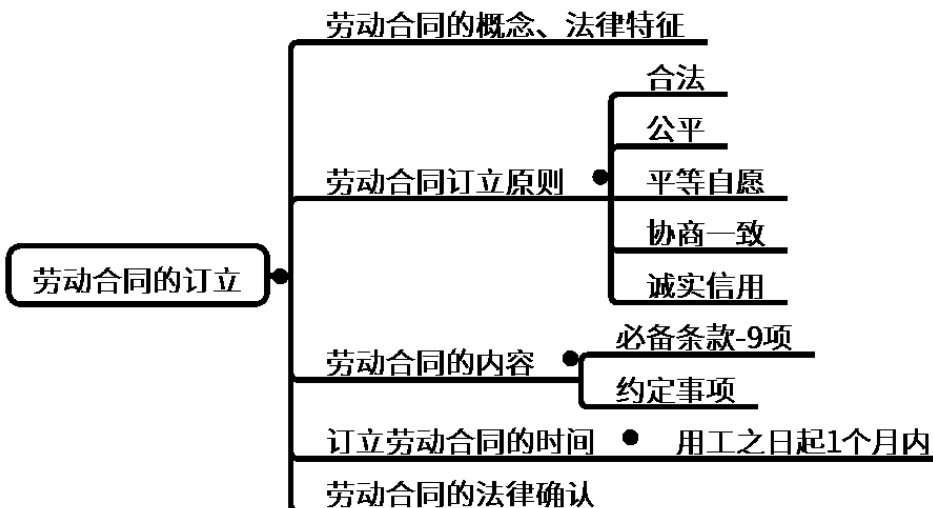 劳动合同的订立
劳动合同的概念、法律特征
劳动合同订立原则
合法
公平
平等自愿
协商一致
诚实信用
劳动合同的内容
必备条款-9项
约定事项
订立劳动合同的时间
用工之日起1个月内
劳动合同的法律确认